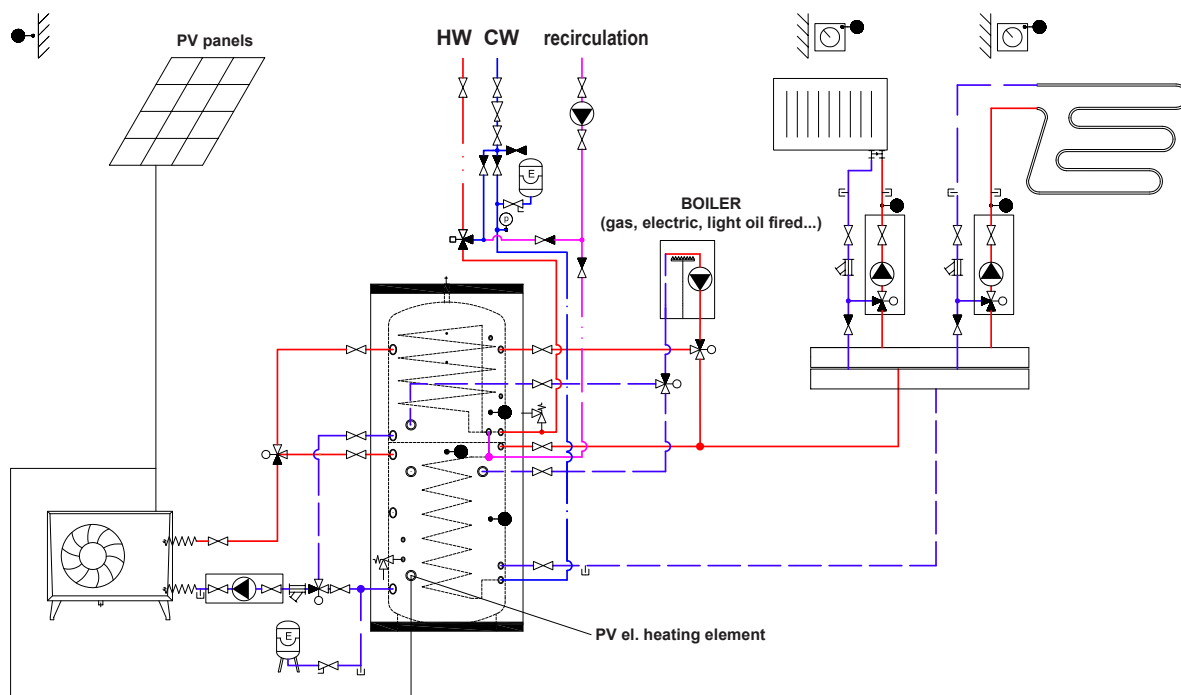 PV panels
HW CW recirculation
E
p
BOILER
(gas, electric, light oil fired...)
E
PV el. heating element